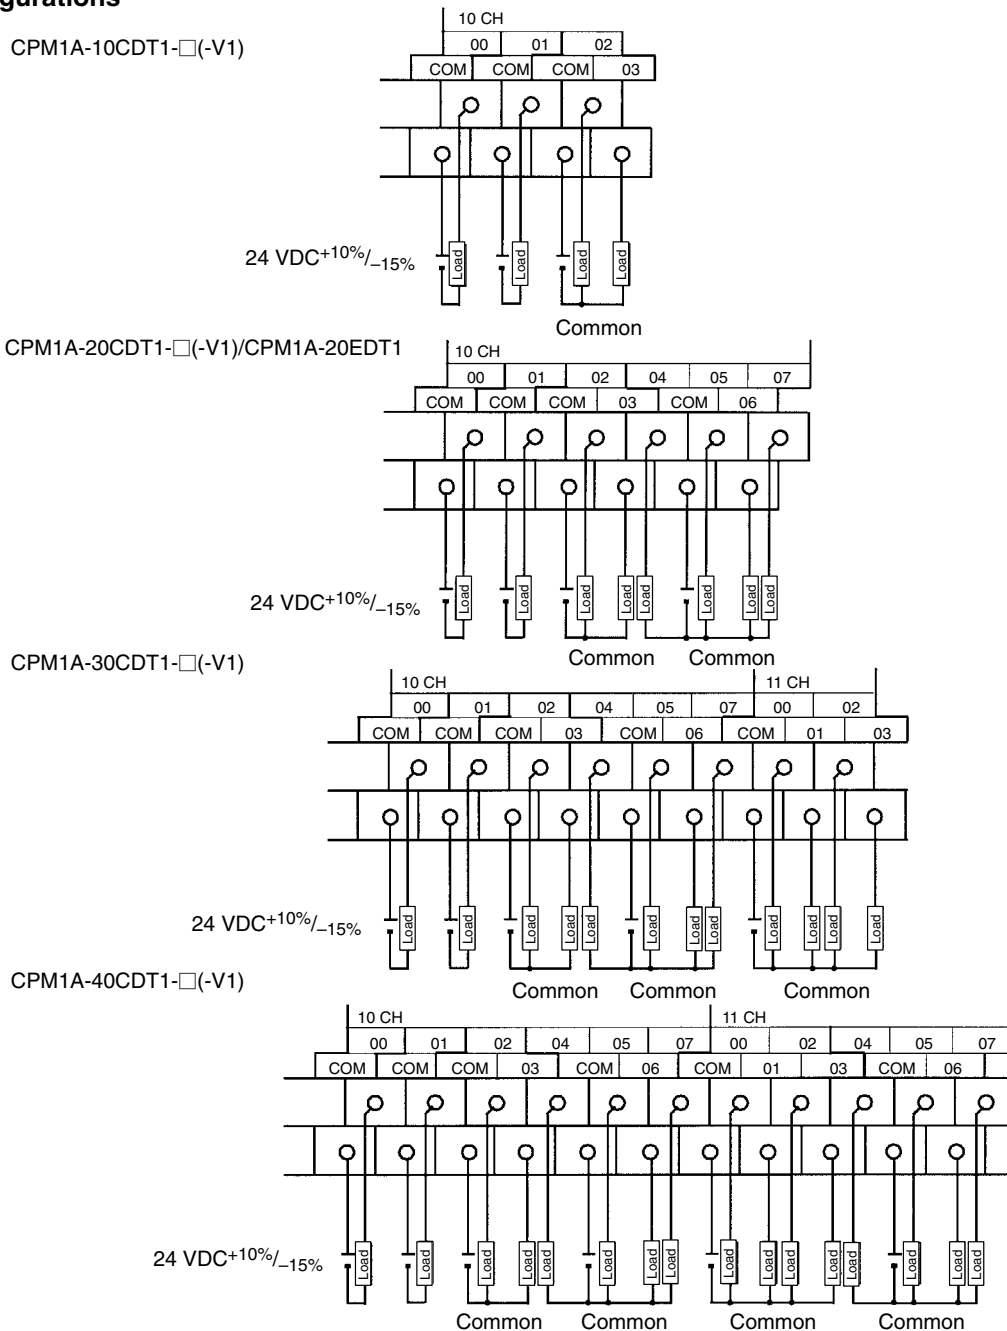 gurations
CPM1A-10CDT1-□(-V1)
10 CH
00 01 02
COM COM COM 03
24 VDC+10%/–15%
Load Load Load Load
Common
CPM1A-20CDT1-□(-V1)/CPM1A-20EDT1
10 CH
00 01 02 04 05 07
COM COM COM 03 COM 06
24 VDC+10%/–15%
Load Load Load Load Load Load Load Load
Common Common
CPM1A-30CDT1-□(-V1)
10 CH 11 CH
00 01 02 04 05 07 00 02
COM COM COM 03 COM 06 COM 01 03
24 VDC+10%/–15%
Load Load Load Load Load Load Load Load Load Load Load Load
Common Common Common
CPM1A-40CDT1-□(-V1)
10 CH 11 CH
00 01 02 04 05 07 00 02 04 05 07
COM COM COM 03 COM 06 COM 01 03 COM 06
24 VDC+10%/–15%
Load Load Load Load Load Load Load Load Load Load Load Load Load Load Load Load
Common Common Common Common